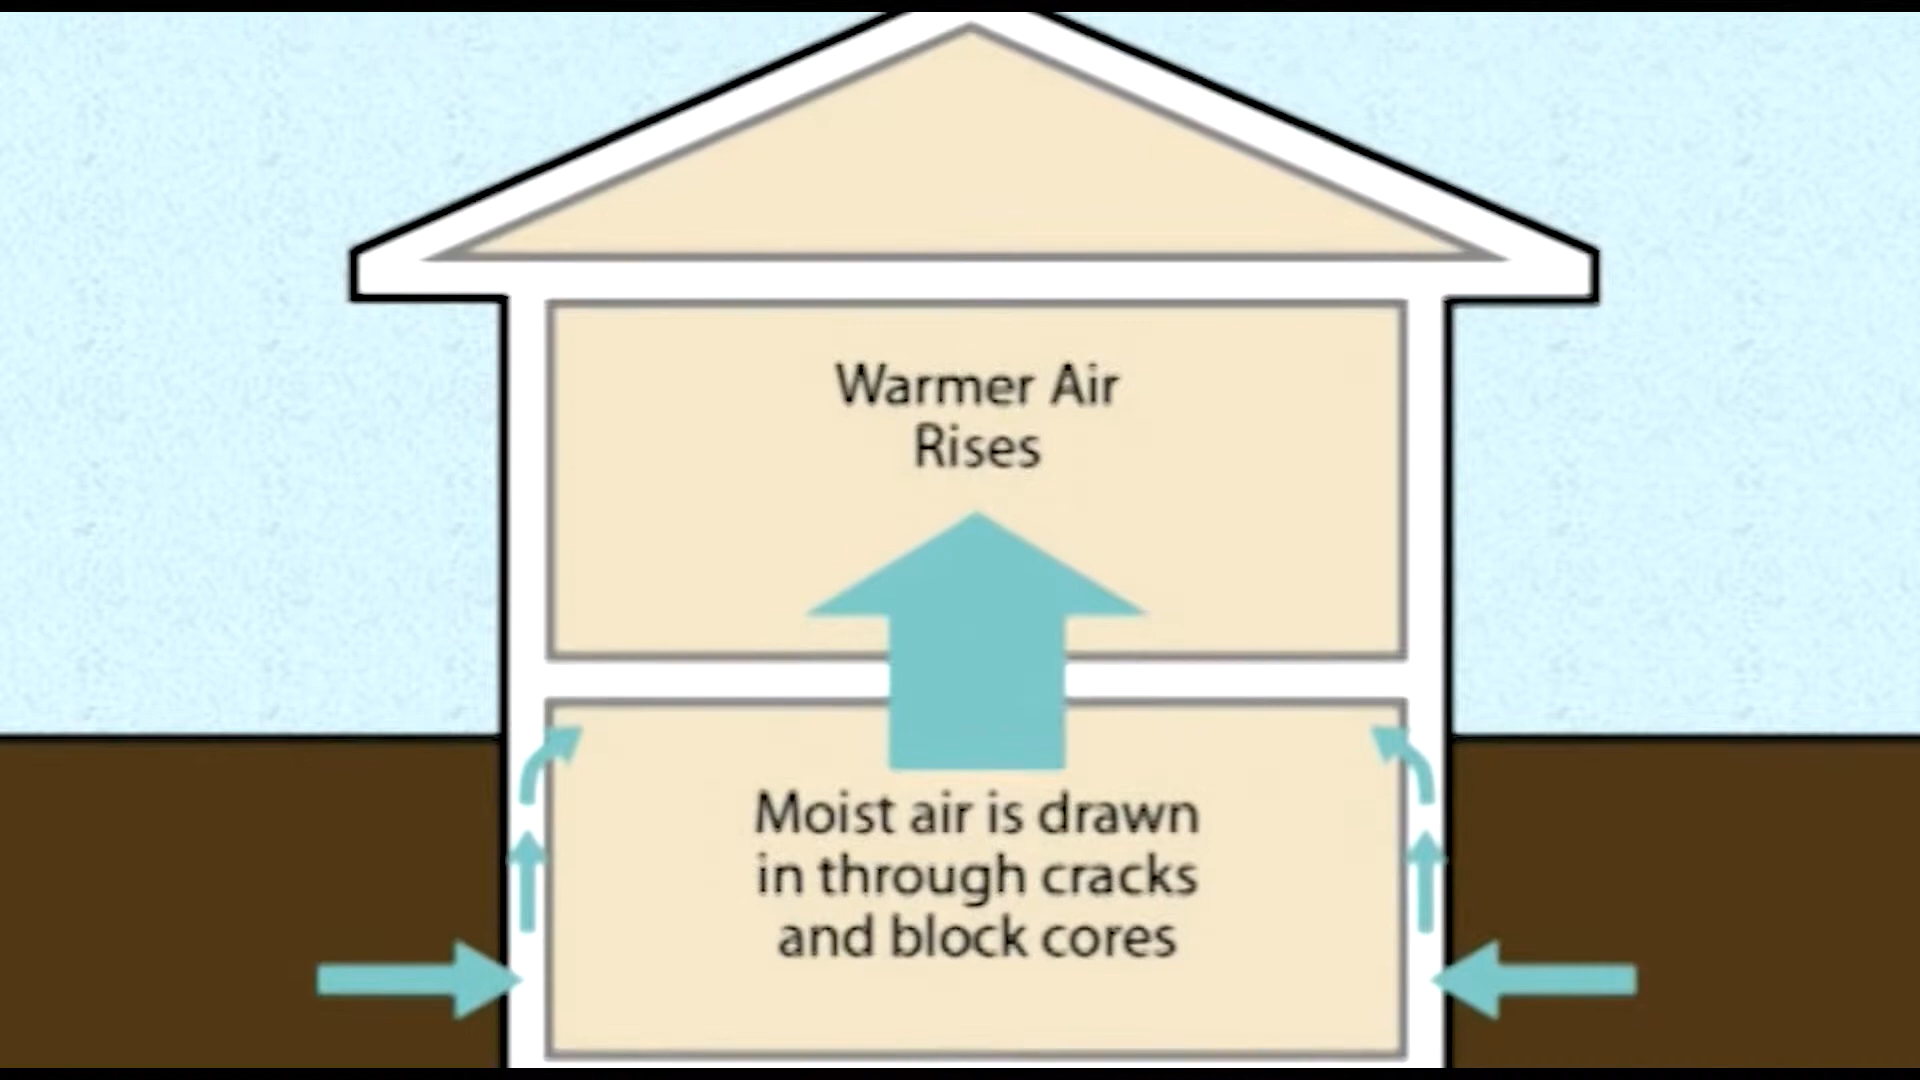 Warmer Air
Rises
Moist air is drawn
in through cracks
and block cores